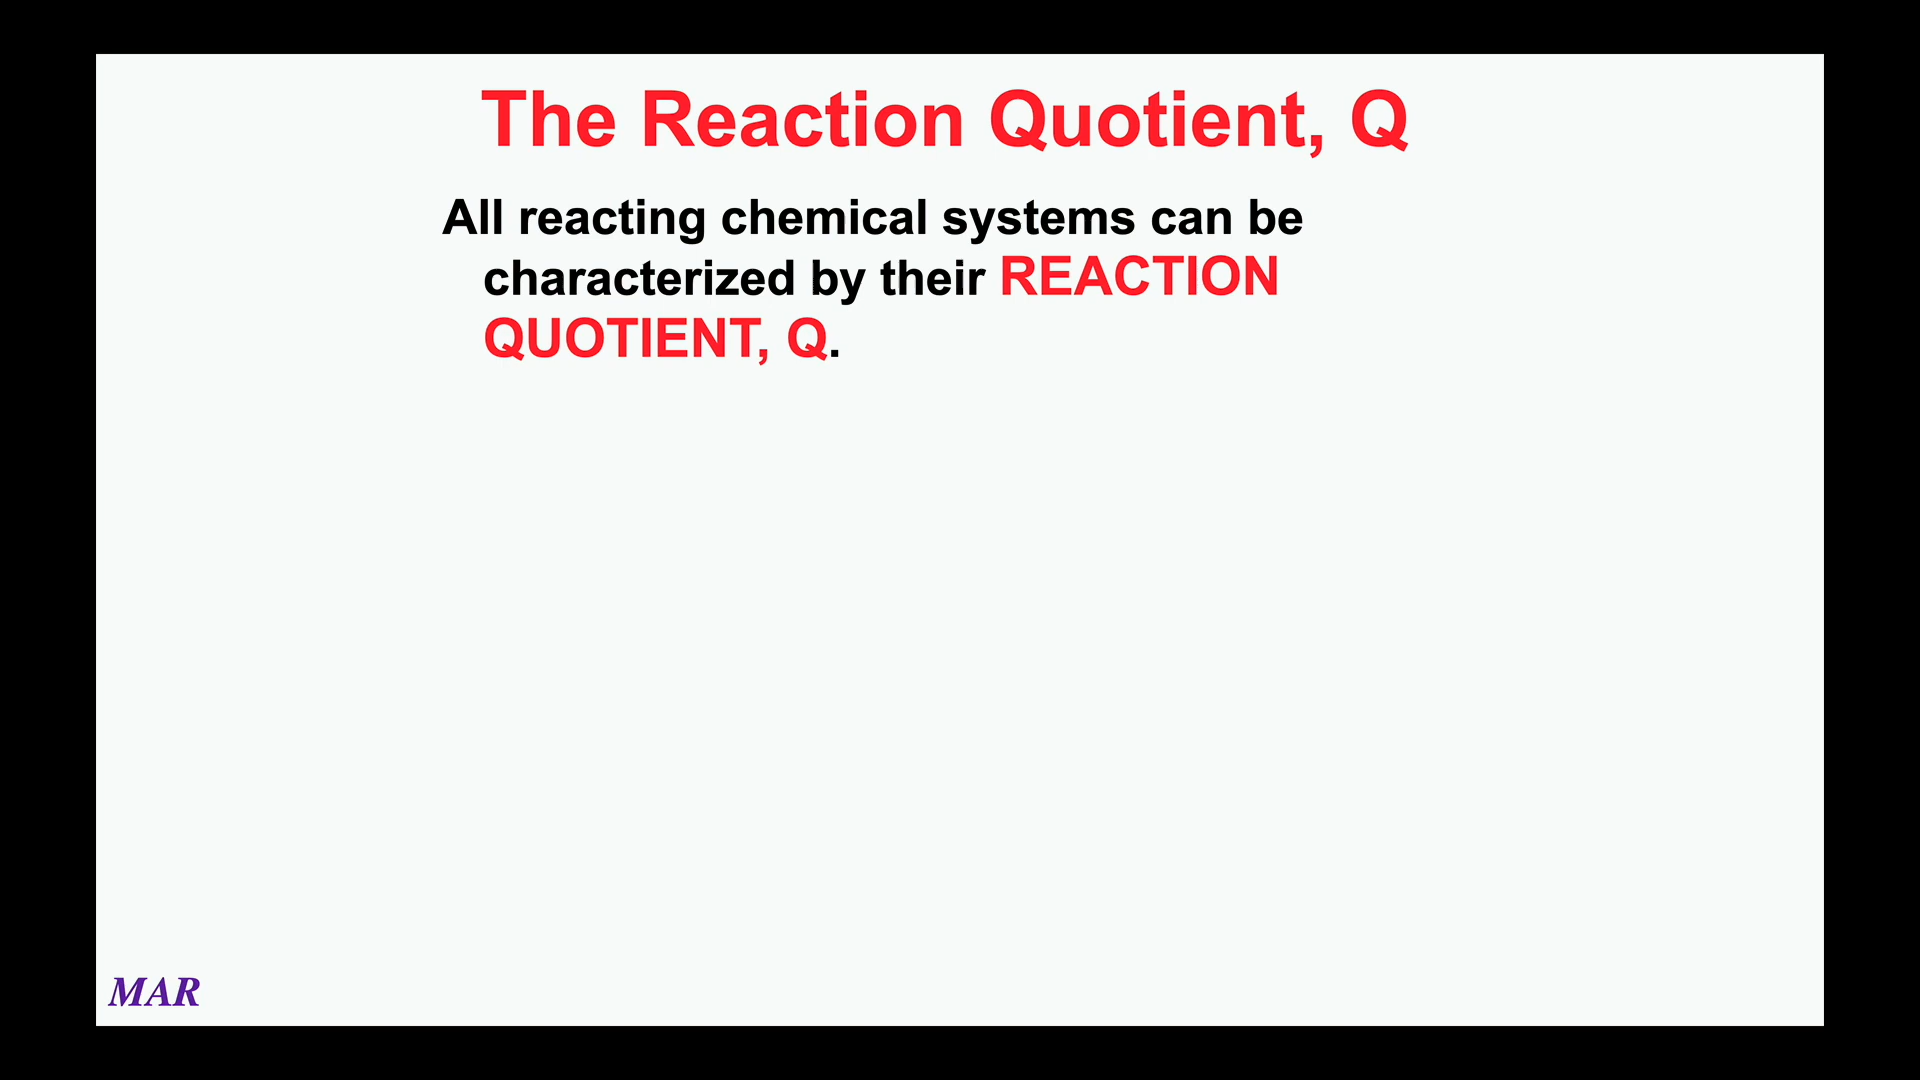 The Reaction Quotient, Q
All reacting chemical systems can be
characterized by their REACTION
QUOTIENT, Q.
MAR